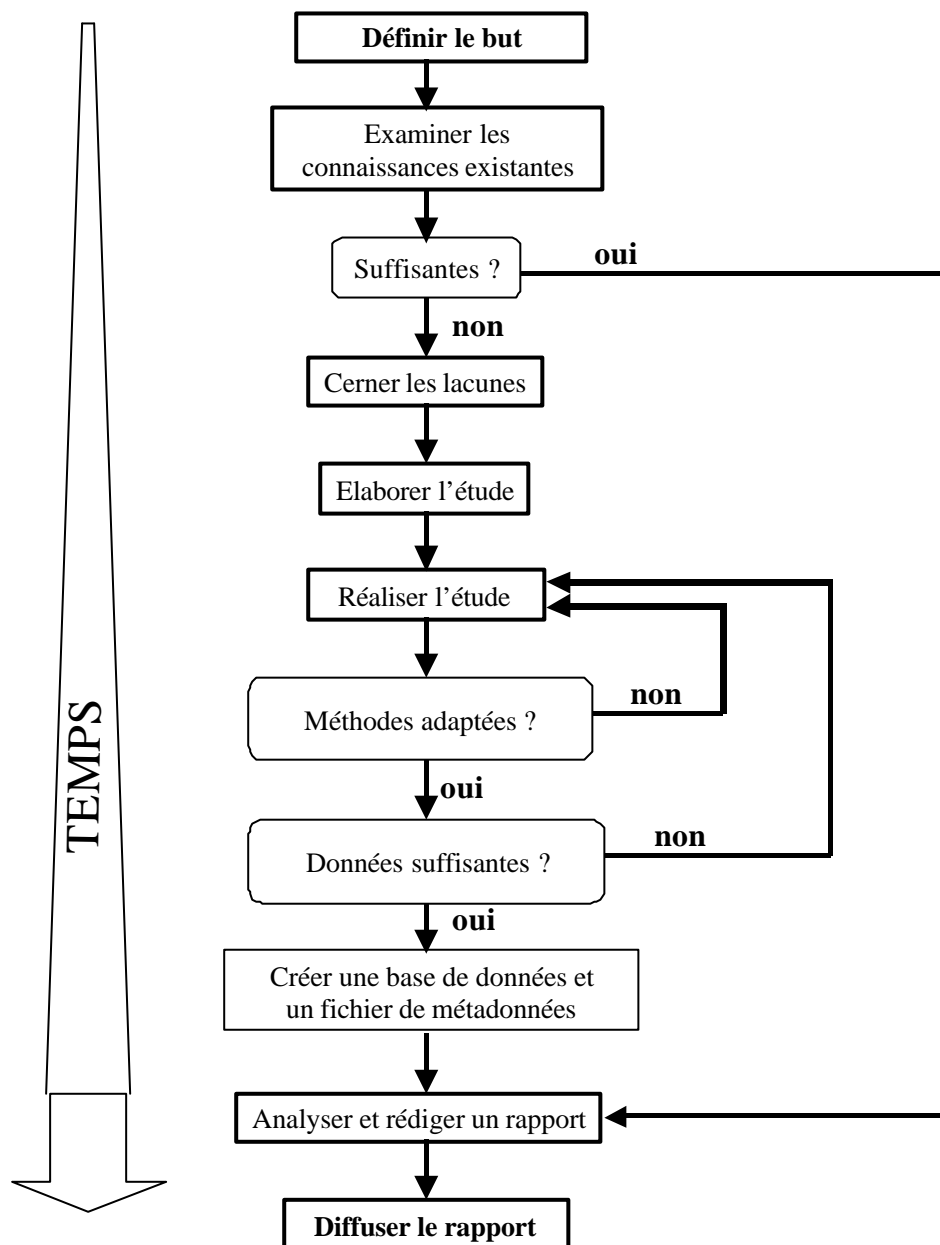 Définir le but
Examiner les
connaissances existantes
Suffisantes ?
oui
non
Cerner les lacunes
Elaborer l’étude
Réaliser l’étude
Méthodes adaptées ?
non
oui
Données suffisantes ?
non
oui
Créer une base de données et
un fichier de métadonnées
Analyser et rédiger un rapport
Diffuser le rapport
TEMPS